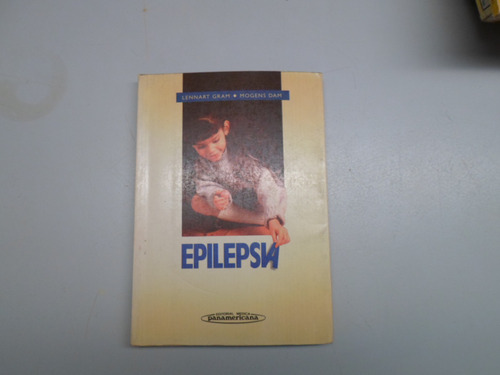 LENNART GRAM ★ MOGENS DAM
EPILEPSIA
EDITORIAL MEDICA
panamericana